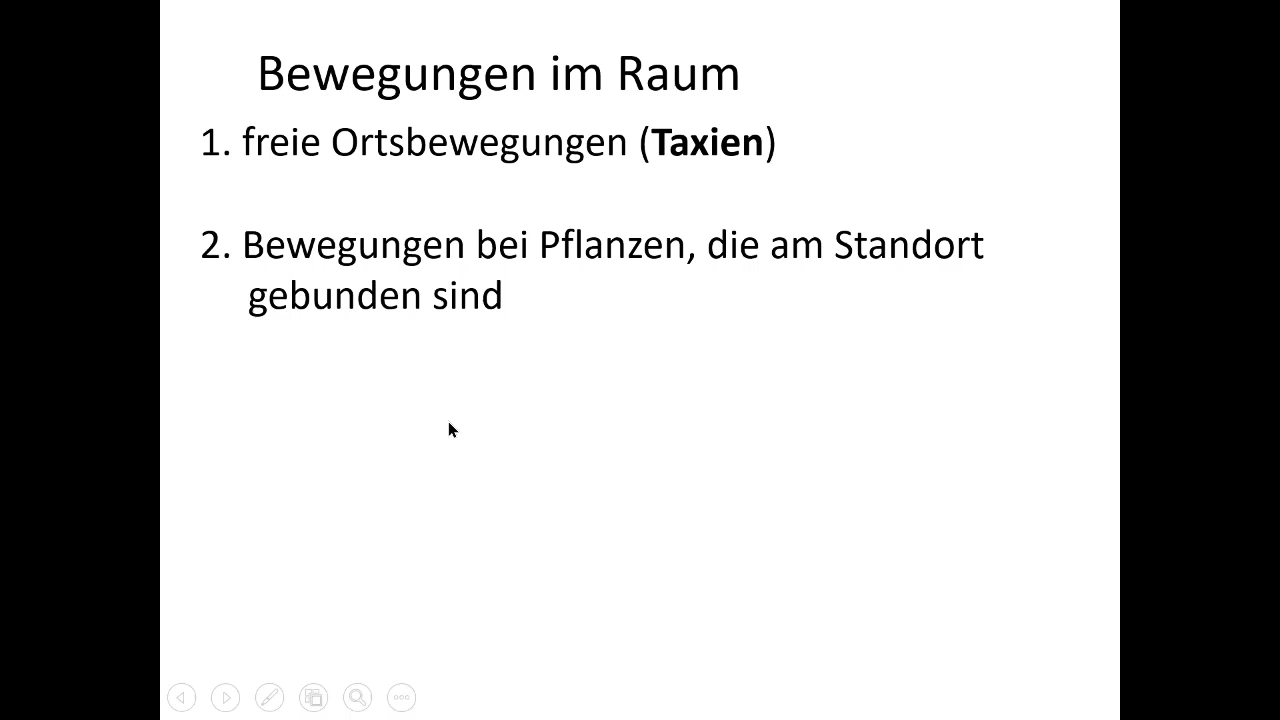 Bewegungen im Raum
1. freie Ortsbewegungen (Taxien)
2. Bewegungen bei Pflanzen, die am Standort
gebunden sind